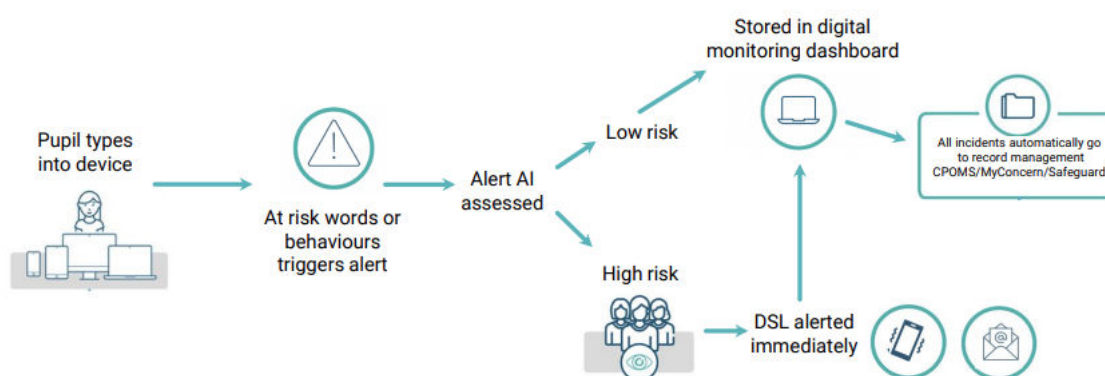 Pupil types
into device
At risk words or
behaviours
triggers alert
Alert AI
assessed
Low risk
Stored in digital
monitoring dashboard
All incidents automatically go
to record management
CPOMS/MyConcern/Safeguard
High risk
DSL alerted
immediately
@